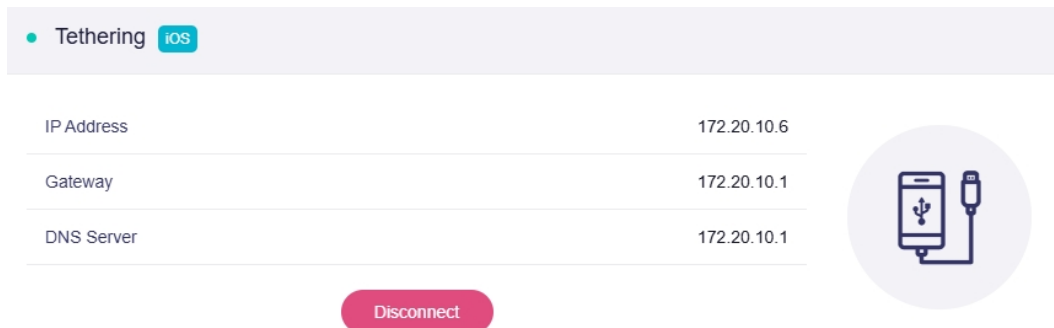 Tethering iOS
IP Address 172.20.10.6
Gateway 172.20.10.1
DNS Server 172.20.10.1
Disconnect